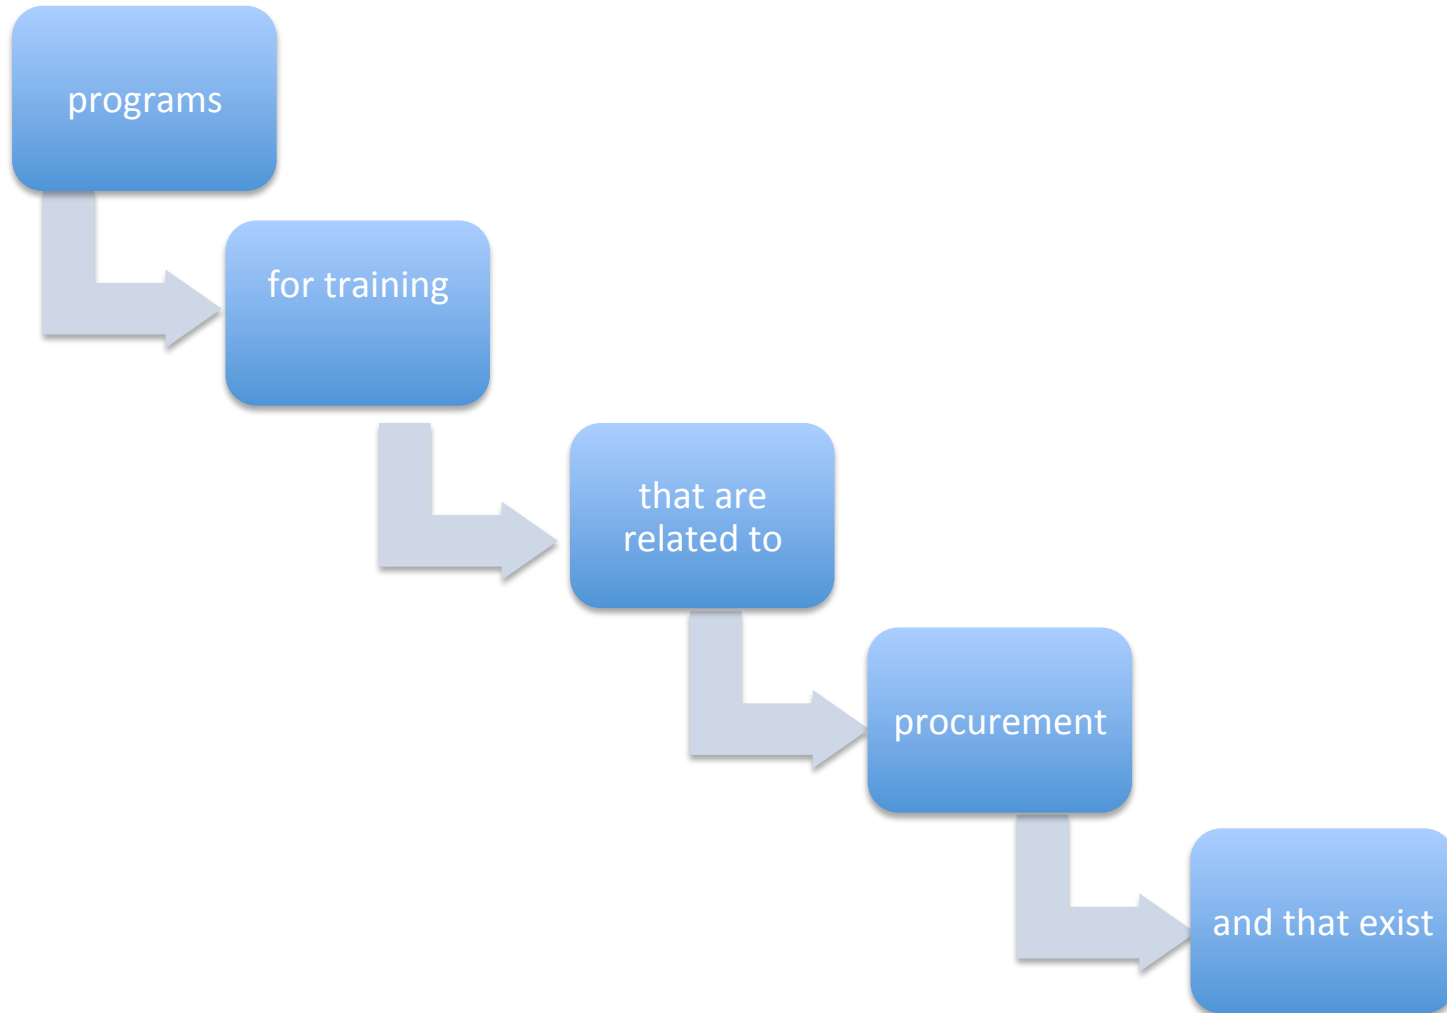 programs
for training
that are
related to
procurement
and that exist